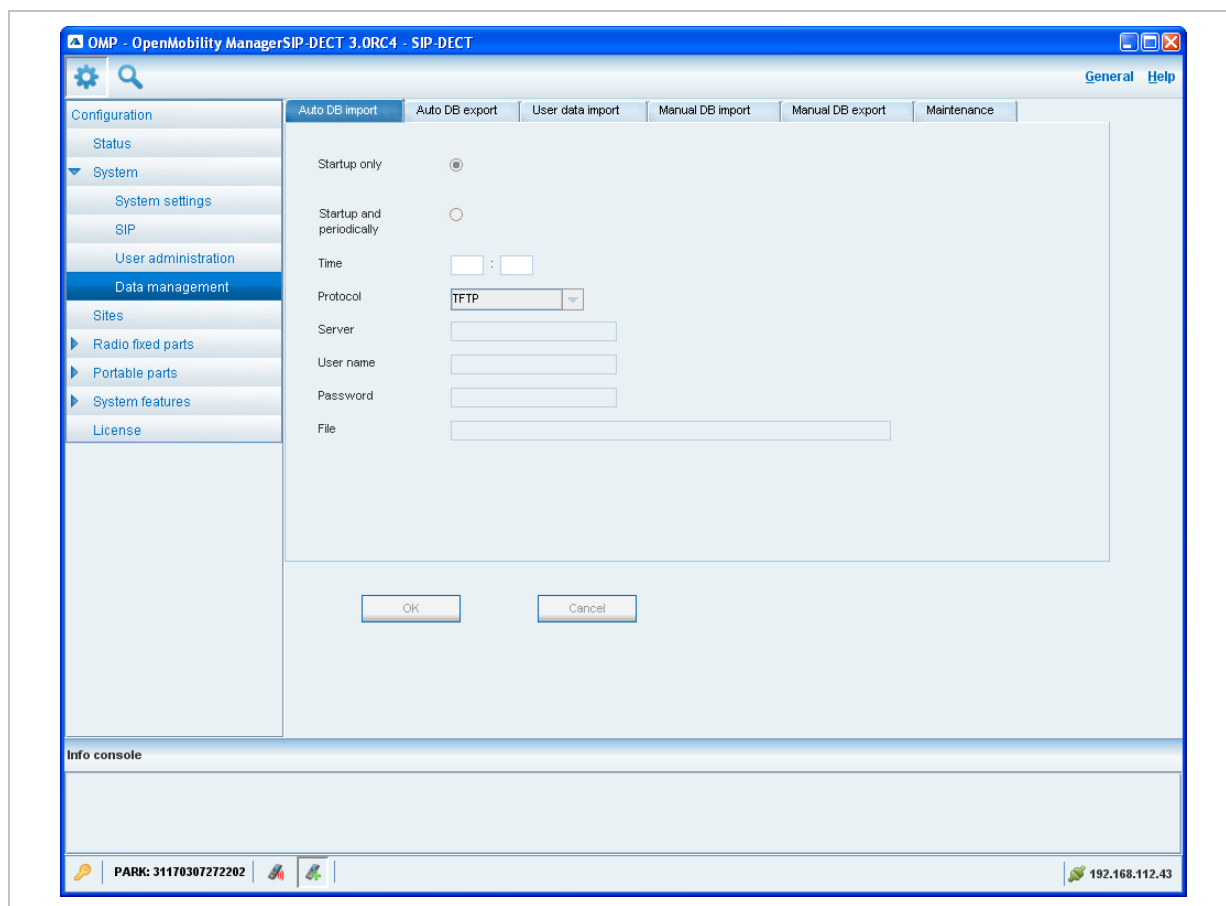 OMP - OpenMobility ManagerSIP-DECT 3.0RC4 - SIP-DECT
General Help
Configuration
Status
System
System settings
SIP
User administration
Data management
Sites
Radio fixed parts
Portable parts
System features
License
Auto DB import Auto DB export User data import Manual DB import Manual DB export Maintenance
Startup only
Startup and
periodically
Time :
Protocol TFTP
Server
User name
Password
File
OK Cancel
Info console
PARK: 31170307272202 192.168.112.43